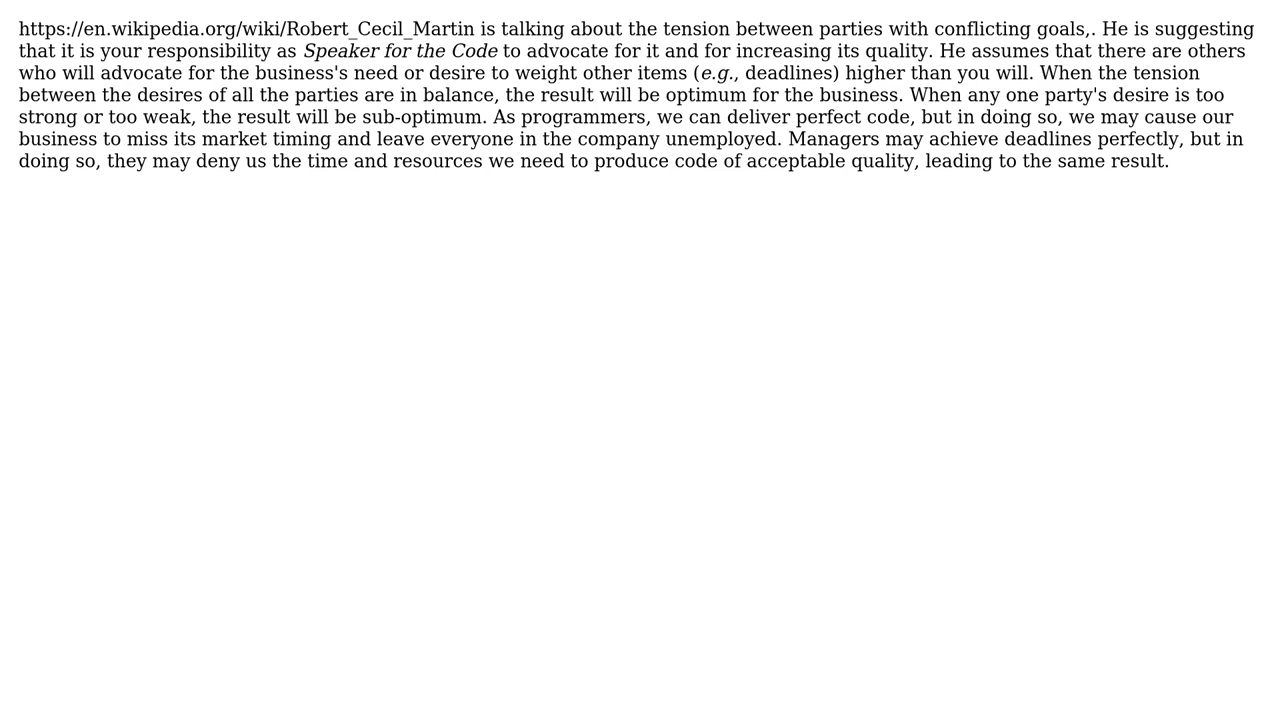 https://en.wikipedia.org/wiki/Robert_Cecil_Martin is talking about the tension between parties with conflicting goals,. He is suggesting
that it is your responsibility as Speaker for the Code to advocate for it and for increasing its quality. He assumes that there are others
who will advocate for the business's need or desire to weight other items (e.g., deadlines) higher than you will. When the tension
between the desires of all the parties are in balance, the result will be optimum for the business. When any one party's desire is too
strong or too weak, the result will be sub-optimum. As programmers, we can deliver perfect code, but in doing so, we may cause our
business to miss its market timing and leave everyone in the company unemployed. Managers may achieve deadlines perfectly, but in
doing so, they may deny us the time and resources we need to produce code of acceptable quality, leading to the same result.